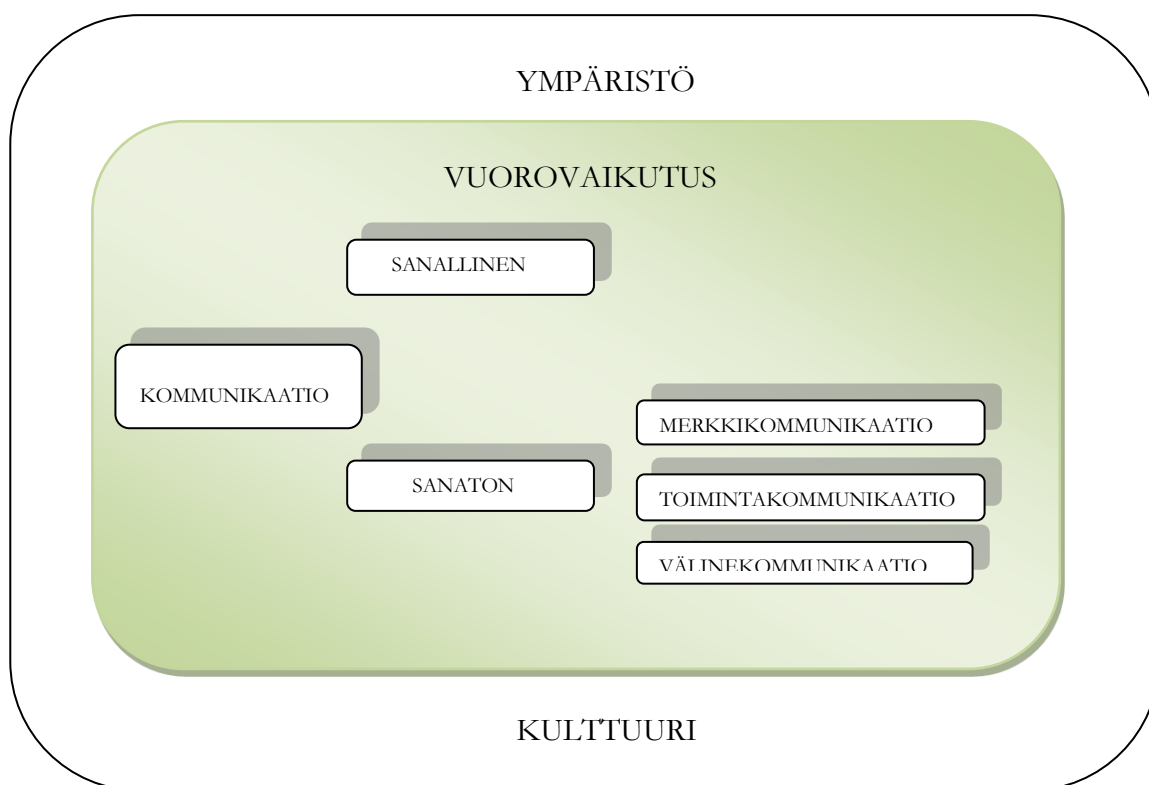 YMPÄRISTÖ
VUOROVAIKUTUS
SANALLINEN
KOMMUNIKAATIO
SANATON
MERKKIKOMMUNIKAATIO
TOIMINTAKOMMUNIKAATIO
VÄLINEKOMMUNIKAATIO
KULTTUURI